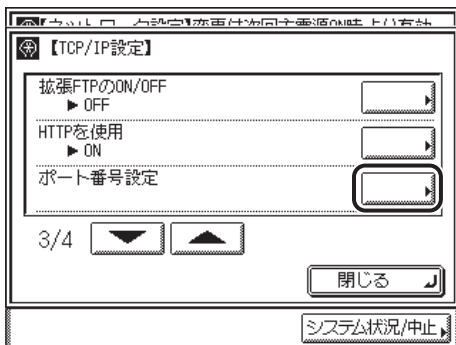 【TCP/IP設定】
拡張FTPのON/OFF
▶ OFF
HTTPを使用
▶ ON
ポート番号設定
3/4
閉じる
システム状況/中止